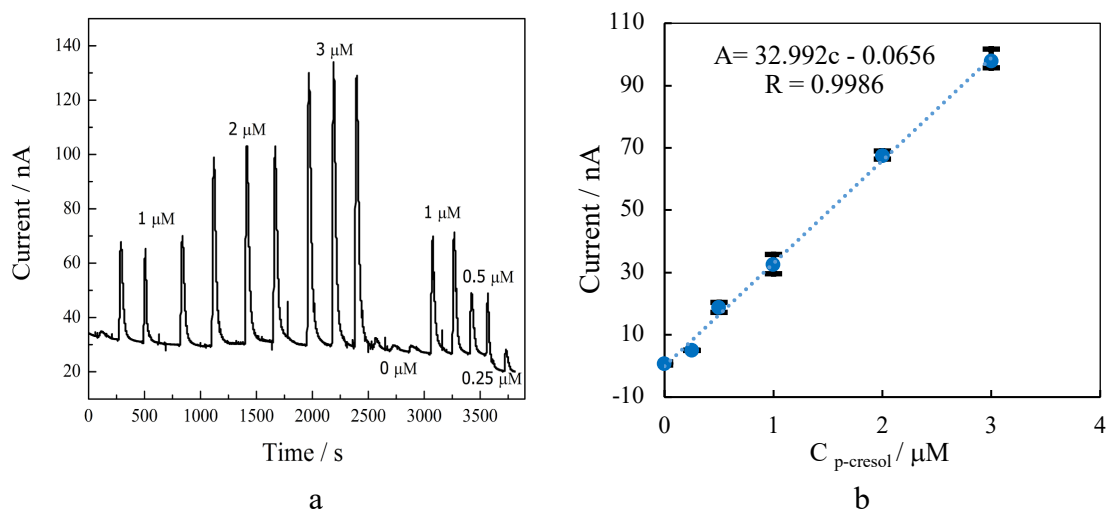 140
120
100
80
60
40
20
Current / nA
1 μM
2 μM
3 μM
0 μM
1 μM
0.5 μM
0.25 μM
0 500 1000 1500 2000 2500 3000 3500
Time / s
a
110
90
70
50
30
10
-10
Current / nA
A= 32.992c - 0.0656
R = 0.9986
0 1 2 3 4
C p-cresol / μM
b